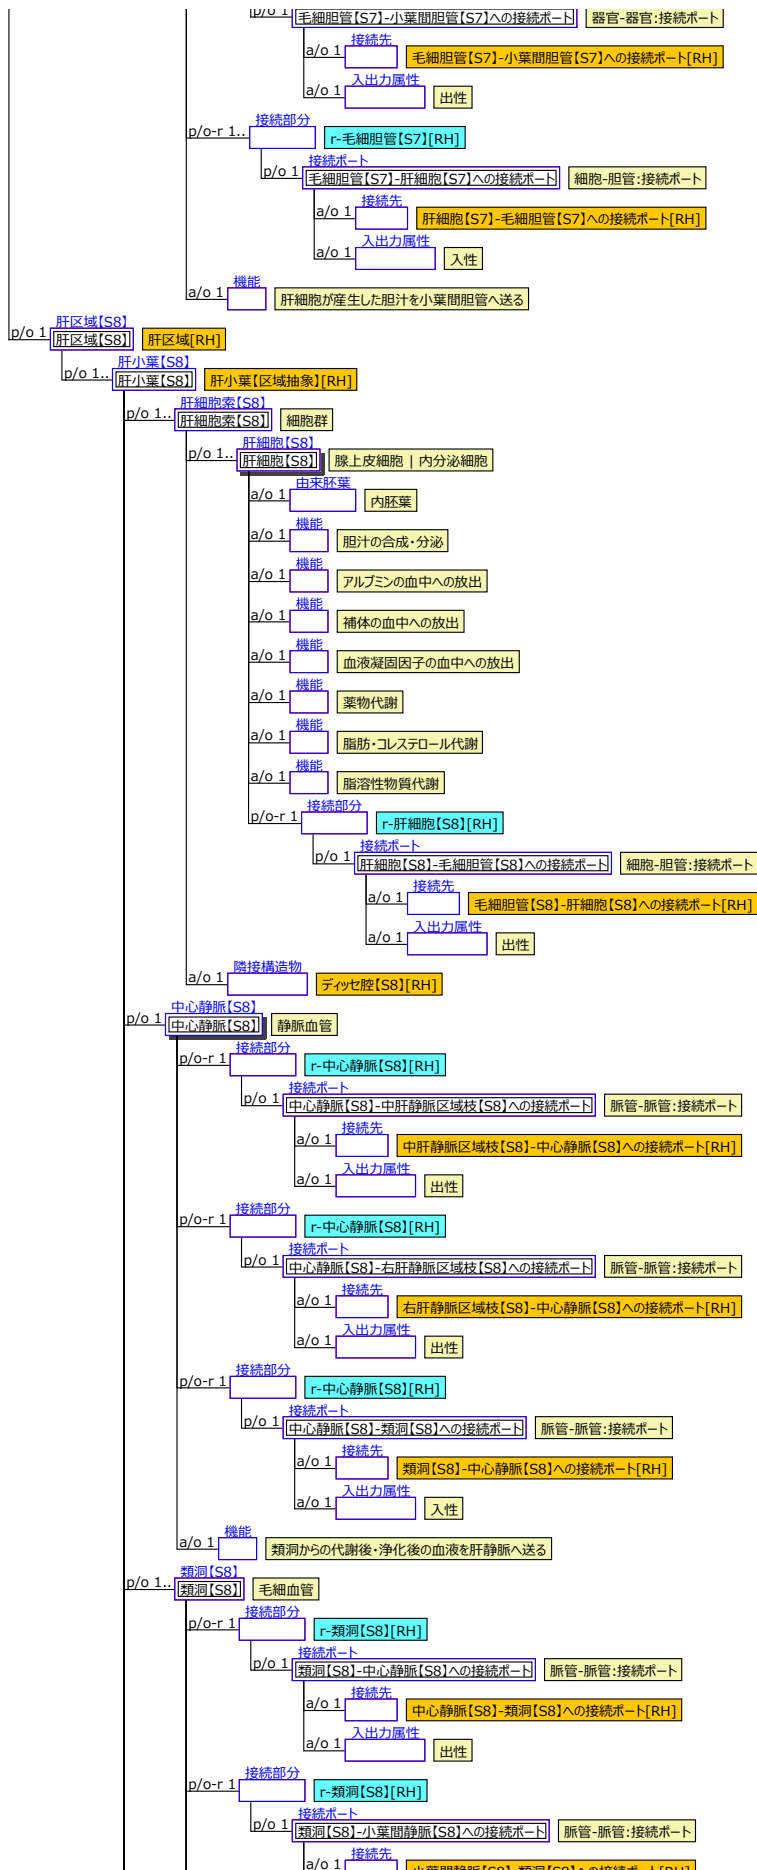 p/o 1 毛細胆管【S7】-小葉間胆管【S7】への接続ポート 器官-器官:接続ポート
接続先
a/o 1 毛細胆管【S7】-小葉間胆管【S7】への接続ポート[RH]
入出力属性
a/o 1 出性
接続部分
p/o-r 1.. r-毛細胆管【S7】[RH]
接続ポート
p/o 1 毛細胆管【S7】-肝細胞【S7】への接続ポート 細胞-胆管:接続ポート
接続先
a/o 1 肝細胞【S7】-毛細胆管【S7】への接続ポート[RH]
入出力属性
a/o 1 入性
機能
a/o 1 肝細胞が産生した胆汁を小葉間胆管へ送る
肝区域【S8】
p/o 1 肝区域【S8】 肝区域[RH]
肝小葉【S8】
p/o 1.. 肝小葉【S8】 肝小葉【区域抽象】[RH]
肝細胞索【S8】
p/o 1.. 肝細胞索【S8】 細胞群
肝細胞【S8】
p/o 1.. 肝細胞【S8】 腺上皮細胞 | 内分泌細胞
由来胚葉
a/o 1 内胚葉
機能
a/o 1 胆汁の合成・分泌
機能
a/o 1 アルブミンの血中への放出
機能
a/o 1 補体の血中への放出
機能
a/o 1 血液凝固因子の血中への放出
機能
a/o 1 薬物代謝
機能
a/o 1 脂肪・コレステロール代謝
機能
a/o 1 脂溶性物質代謝
接続部分
p/o-r 1 r-肝細胞【S8】[RH]
接続ポート
p/o 1 肝細胞【S8】-毛細胆管【S8】への接続ポート 細胞-胆管:接続ポート
接続先
a/o 1 毛細胆管【S8】-肝細胞【S8】への接続ポート[RH]
入出力属性
a/o 1 出性
隣接構造物
a/o 1 ディッセ腔【S8】[RH]
中心静脈【S8】
p/o 1 中心静脈【S8】 静脈血管
接続部分
p/o-r 1 r-中心静脈【S8】[RH]
接続ポート
p/o 1 中心静脈【S8】-中肝静脈区域枝【S8】への接続ポート 脈管-脈管:接続ポート
接続先
a/o 1 中肝静脈区域枝【S8】-中心静脈【S8】への接続ポート[RH]
入出力属性
a/o 1 出性
接続部分
p/o-r 1 r-中心静脈【S8】[RH]
接続ポート
p/o 1 中心静脈【S8】-右肝静脈区域枝【S8】への接続ポート 脈管-脈管:接続ポート
接続先
a/o 1 右肝静脈区域枝【S8】-中心静脈【S8】への接続ポート[RH]
入出力属性
a/o 1 出性
接続部分
p/o-r 1 r-中心静脈【S8】[RH]
接続ポート
p/o 1 中心静脈【S8】-類洞【S8】への接続ポート 脈管-脈管:接続ポート
接続先
a/o 1 類洞【S8】-中心静脈【S8】への接続ポート[RH]
入出力属性
a/o 1 入性
機能
a/o 1 類洞からの代謝後・浄化後の血液を肝静脈へ送る
類洞【S8】
p/o 1.. 類洞【S8】 毛細血管
接続部分
p/o-r 1 r-類洞【S8】[RH]
接続ポート
p/o 1 類洞【S8】-中心静脈【S8】への接続ポート 脈管-脈管:接続ポート
接続先
a/o 1 中心静脈【S8】-類洞【S8】への接続ポート[RH]
入出力属性
a/o 1 出性
接続部分
p/o-r 1 r-類洞【S8】[RH]
接続ポート
p/o 1 類洞【S8】-小葉間静脈【S8】への接続ポート 脈管-脈管:接続ポート
接続先
a/o 1 小葉間静脈【S8】-類洞【S8】への接続ポート[RH]